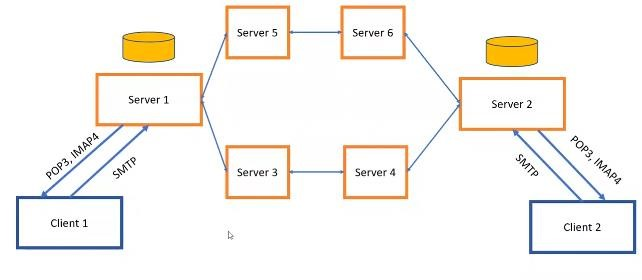 Server 5
Server 6
Server 1
Server 2
POP3, IMAP4
SMTP
SMTP
POP3, IMAP4
Server 3
Server 4
Client 1
Client 2